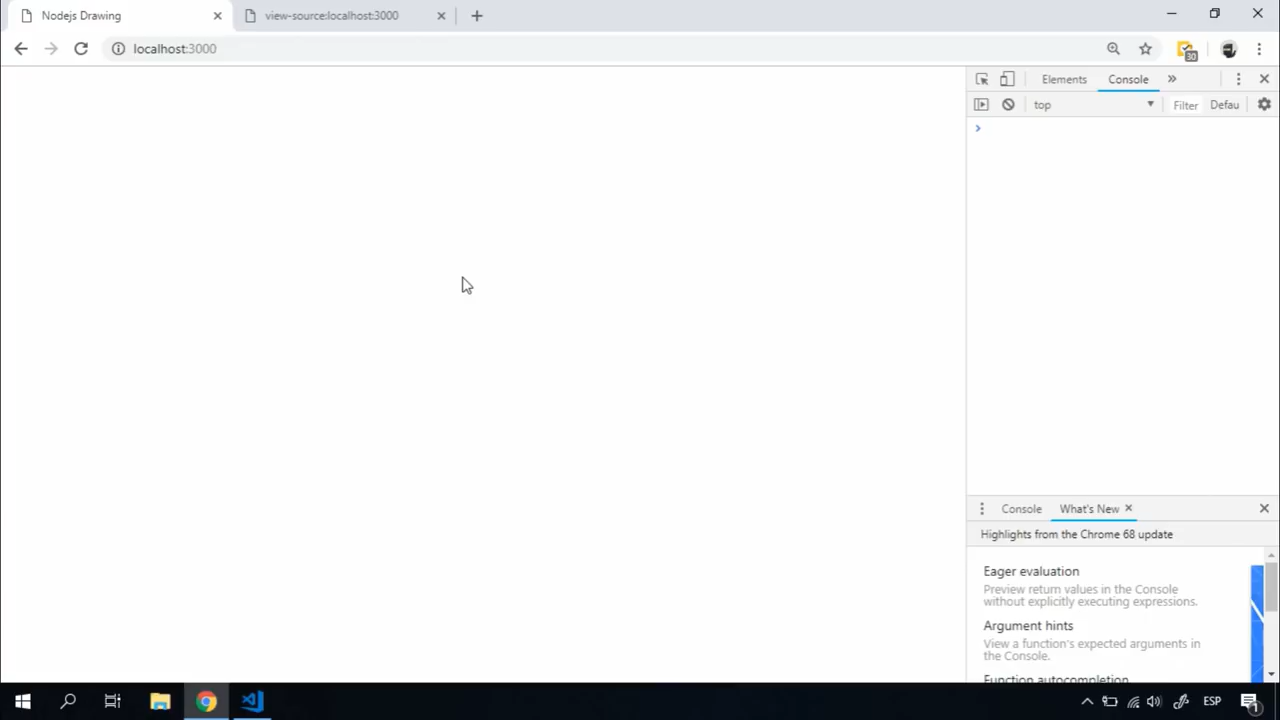 Nodejs Drawing
view-source:localhost:3000
localhost:3000
30
Elements
Console
top
Filter
Defau
Console
What's New
Highlights from the Chrome 68 update
Eager evaluation
Preview return values in the Console
without explicitly executing expressions.
Argument hints
View a function's expected arguments in
the Console.
Function autocompletion
ESP
1